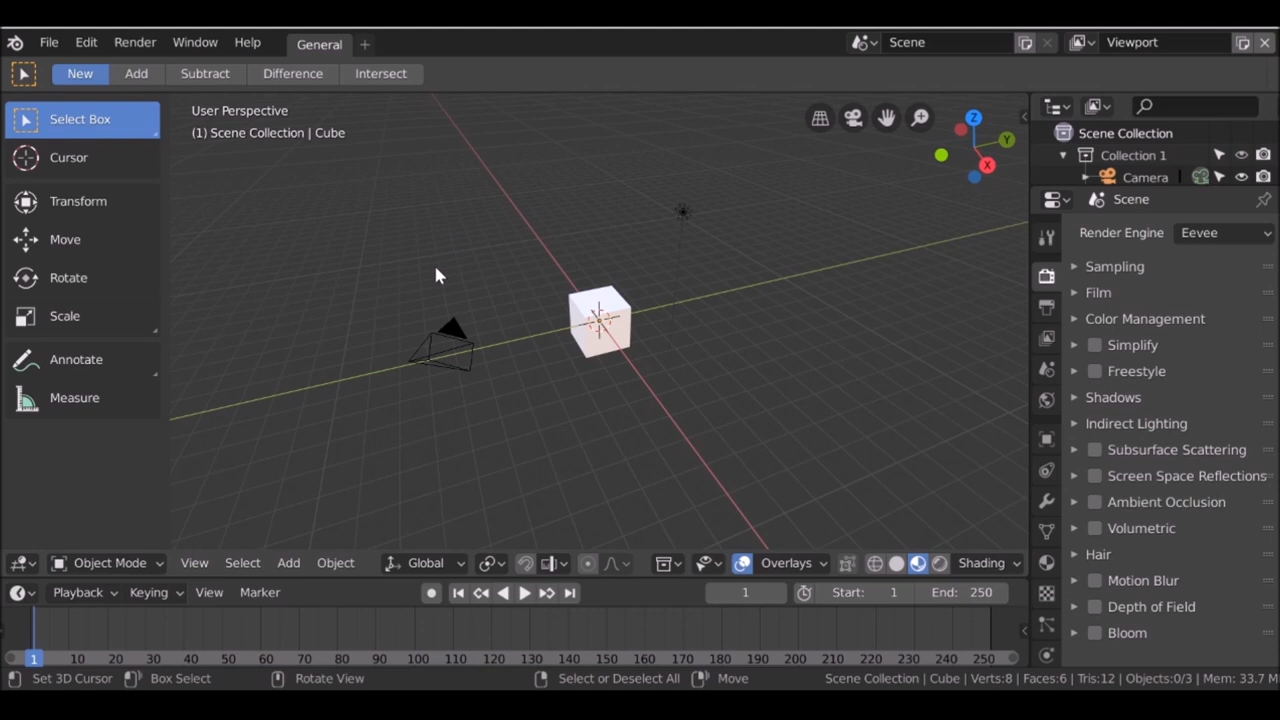 File Edit Render Window Help General + Scene Viewport
New Add Subtract Difference Intersect
Select Box
Cursor
Transform
Move
Rotate
Scale
Annotate
Measure
User Perspective
(1) Scene Collection | Cube
Z
Y
X
Scene Collection
Collection 1
Camera
Scene
Render Engine Eevee
Sampling
Film
Color Management
Simplify
Freestyle
Shadows
Indirect Lighting
Subsurface Scattering
Screen Space Reflections
Ambient Occlusion
Volumetric
Hair
Motion Blur
Depth of Field
Bloom
Object Mode View Select Add Object Global Overlays Shading
Playback Keying View Marker 1 Start: 1 End: 250
1 10 20 30 40 50 60 70 80 90 100 110 120 130 140 150 160 170 180 190 200 210 220 230 240 250
Set 3D Cursor Box Select Rotate View Select or Deselect All Move Scene Collection | Cube | Verts:8 | Faces:6 | Tris:12 | Objects:0/3 | Mem: 33.7 M